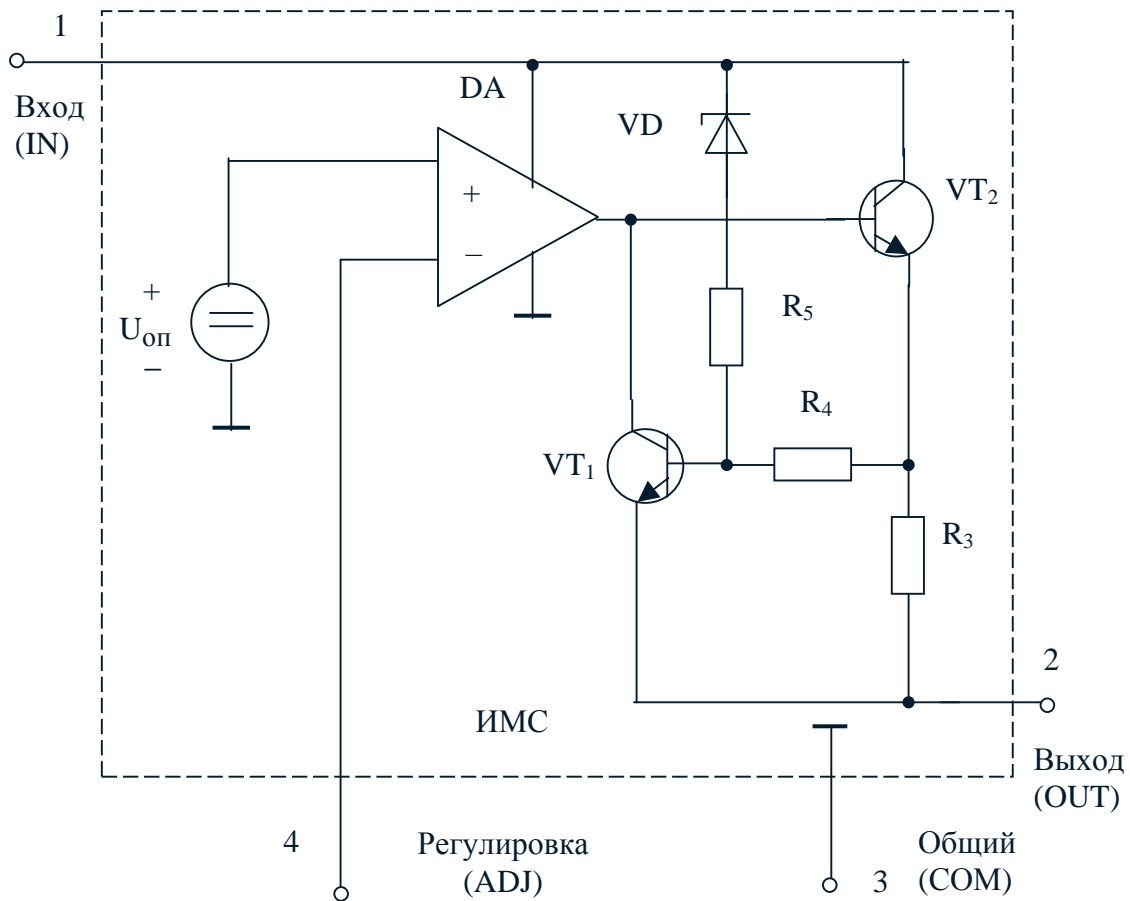 1
Вход
(IN)
DA
VD
VT₂
+
−
+
Uоп
−
R₅
R₄
VT₁
R₃
2
ИМС
Выход
(OUT)
4
Регулировка
(ADJ)
Общий
(COM)
3